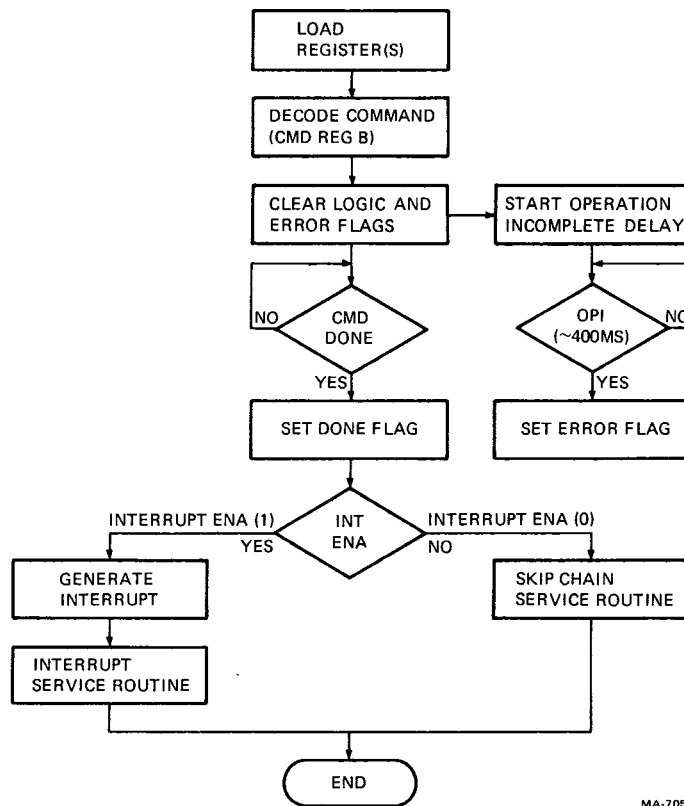 LOAD
REGISTER(S)
DECODE COMMAND
(CMD REG B)
CLEAR LOGIC AND
ERROR FLAGS
START OPERATION
INCOMPLETE DELAY
NO
CMD
DONE
YES
OPI
(~400MS)
NO
YES
SET DONE FLAG
SET ERROR FLAG
INTERRUPT ENA (1)
YES
INT
ENA
INTERRUPT ENA (0)
NO
GENERATE
INTERRUPT
SKIP CHAIN
SERVICE ROUTINE
INTERRUPT
SERVICE ROUTINE
END